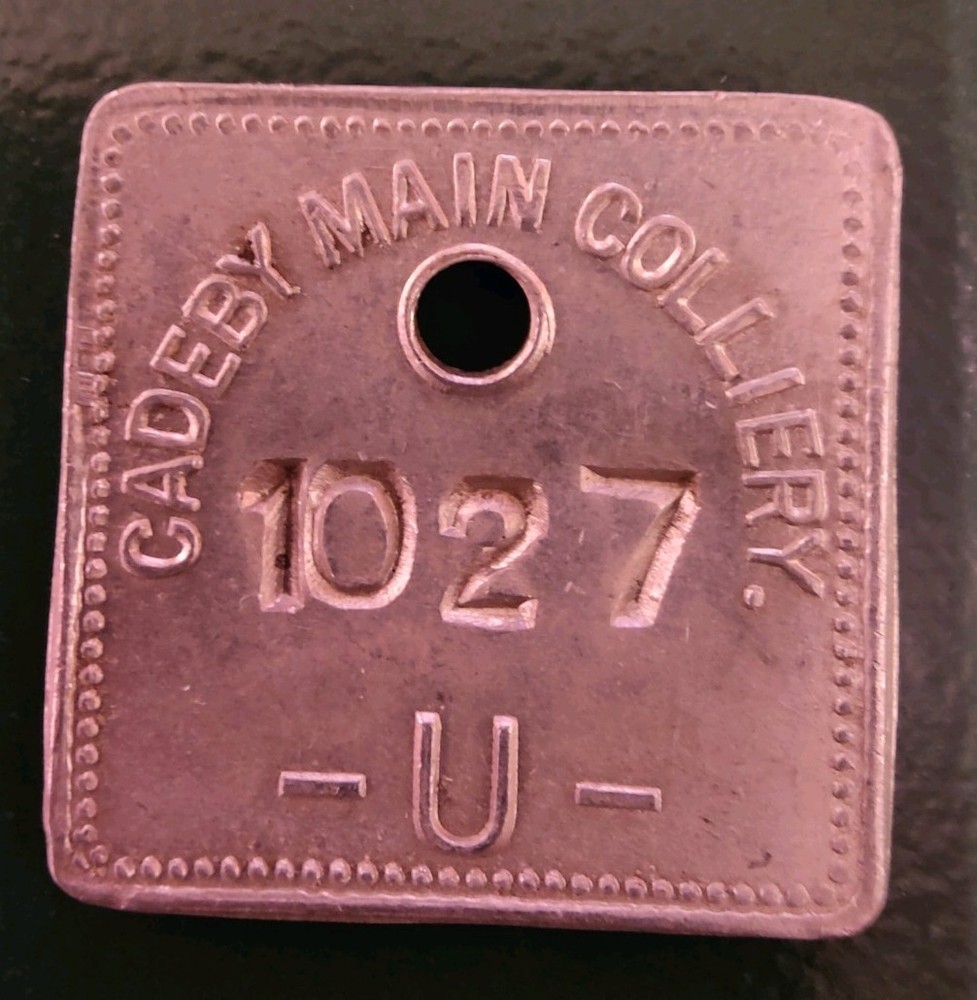 CADEBY MAIN COLLIERY.
1027
- U -